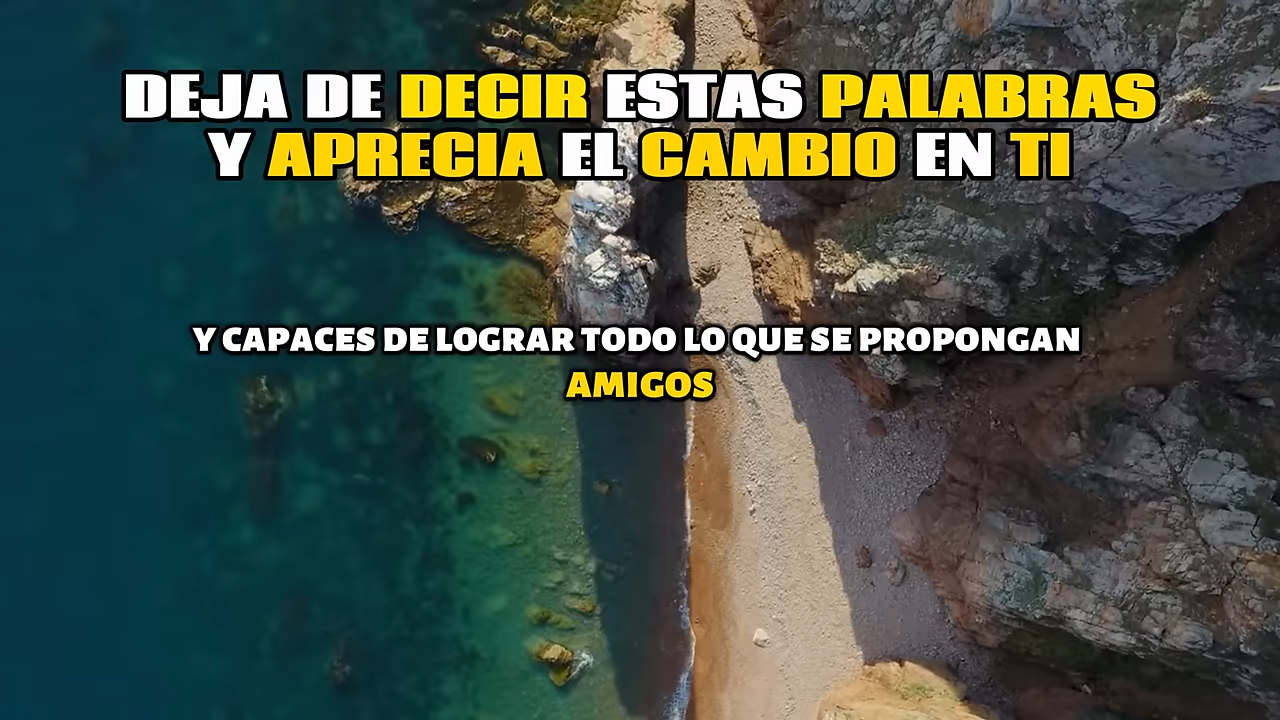 DEJA DE DECIR ESTAS PALABRAS
Y APRECIA EL CAMBIO EN TI
Y CAPACES DE LOGRAR TODO LO QUE SE PROPONGAN
AMIGOS